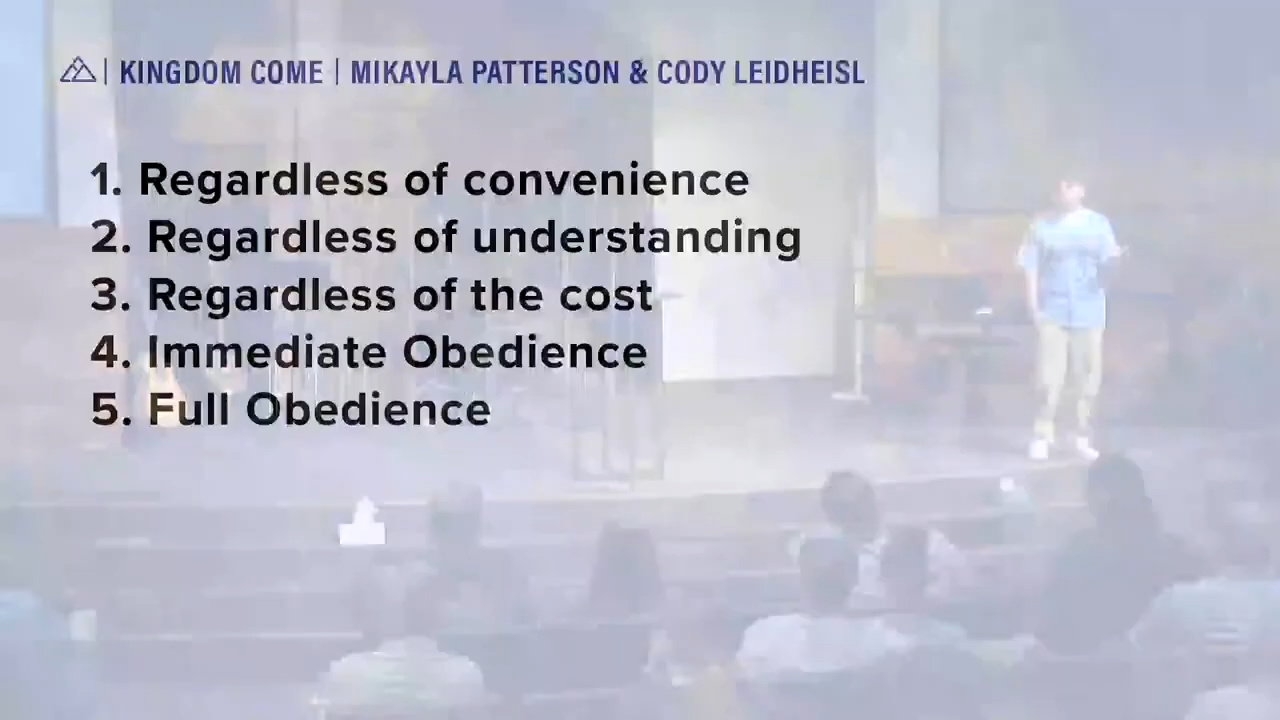 | KINGDOM COME | MIKAYLA PATTERSON & CODY LEIDHEISL
1. Regardless of convenience
2. Regardless of understanding
3. Regardless of the cost
4. Immediate Obedience
5. Full Obedience